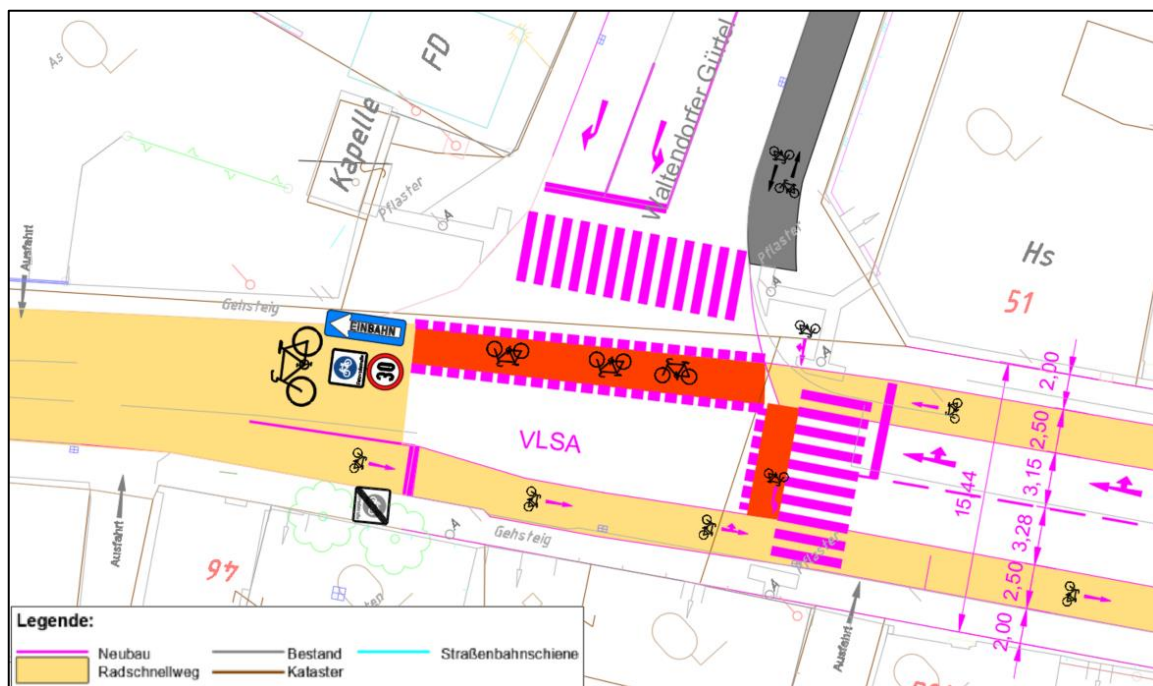 As
FD
Kapelle
Pflaster
Waltendorfer Gürtel
Pflaster
A
A
Hs
51
Ausfahrt
Gehsteig
EINBAHN
30
2,00
2,50
3,15
15,44
3,28
2,50
2,00
VLSA
A
Gehsteig
Pflaster
Ausfahrt
46
Ausfahrt
Legende:
Neubau
Bestand
Straßenbahnschiene
Radschnellweg
Kataster